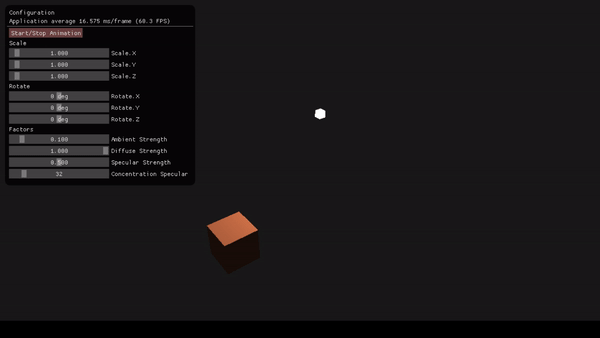 Configuration
Application average 16.575 ms/frame (60.3 FPS)
Start/Stop Animation
Scale
1.000 Scale.X
1.000 Scale.Y
1.000 Scale.Z
Rotate
0 deg Rotate.X
0 deg Rotate.Y
0 deg Rotate.Z
Factors
0.100 Ambient Strength
1.000 Diffuse Strength
0.500 Specular Strength
32 Concentration Specular